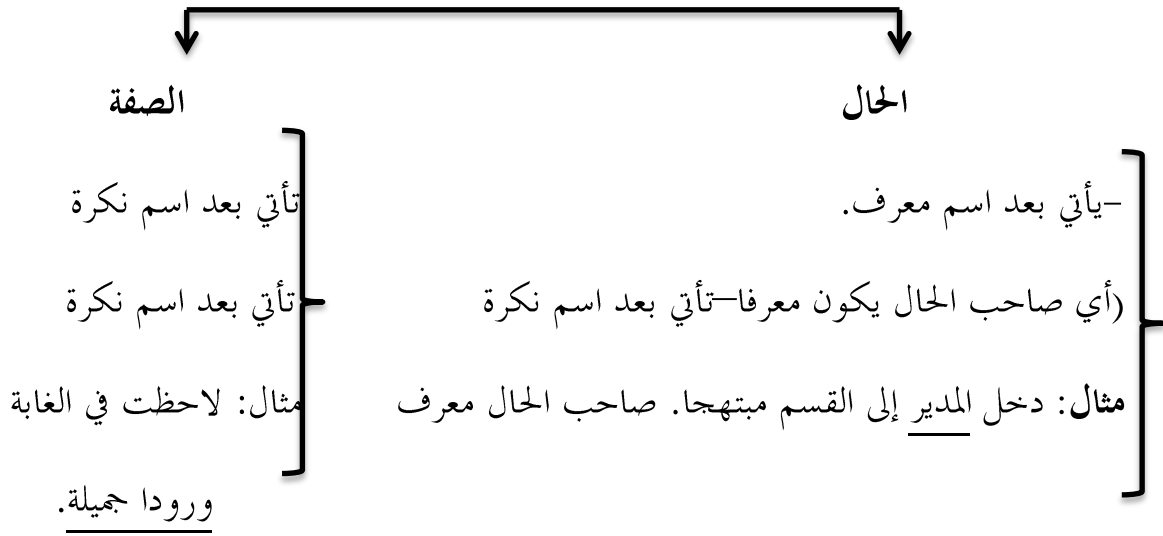 الحال
الصفة
–يأتي بعد اسم معرف.
تأتي بعد اسم نكرة
(أي صاحب الحال يكون معرفا–تأتي بعد اسم نكرة
تأتي بعد اسم نكرة
مثال: دخل المدير إلى القسم مبتهجا. صاحب الحال معرف
مثال: لاحظت في الغابة
ورودا جميلة.